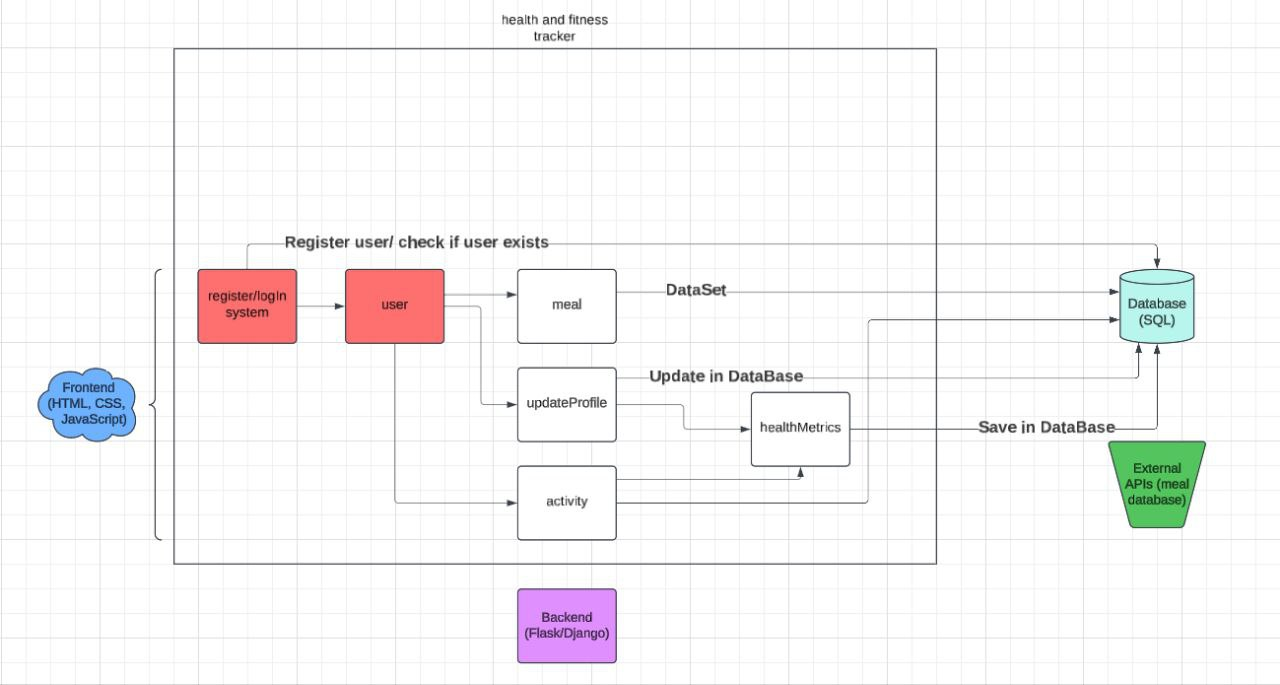 health and fitness
tracker
Register user/ check if user exists
register/logIn
system
user
meal
DataSet
Database
(SQL)
Frontend
(HTML, CSS,
JavaScript)
updateProfile
Update in DataBase
healthMetrics
Save in DataBase
activity
External
APIs (meal
database)
Backend
(Flask/Django)